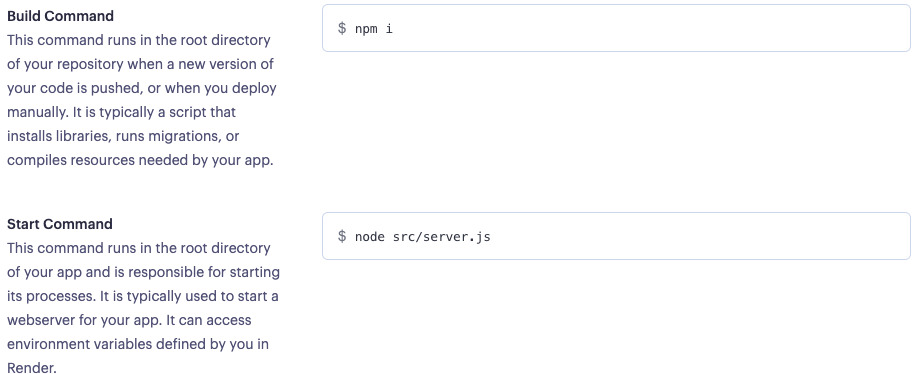 Build Command
$ npm i
This command runs in the root directory
of your repository when a new version of
your code is pushed, or when you deploy
manually. It is typically a script that
installs libraries, runs migrations, or
compiles resources needed by your app.
Start Command
$ node src/server.js
This command runs in the root directory
of your app and is responsible for starting
its processes. It is typically used to start a
webserver for your app. It can access
environment variables defined by you in
Render.